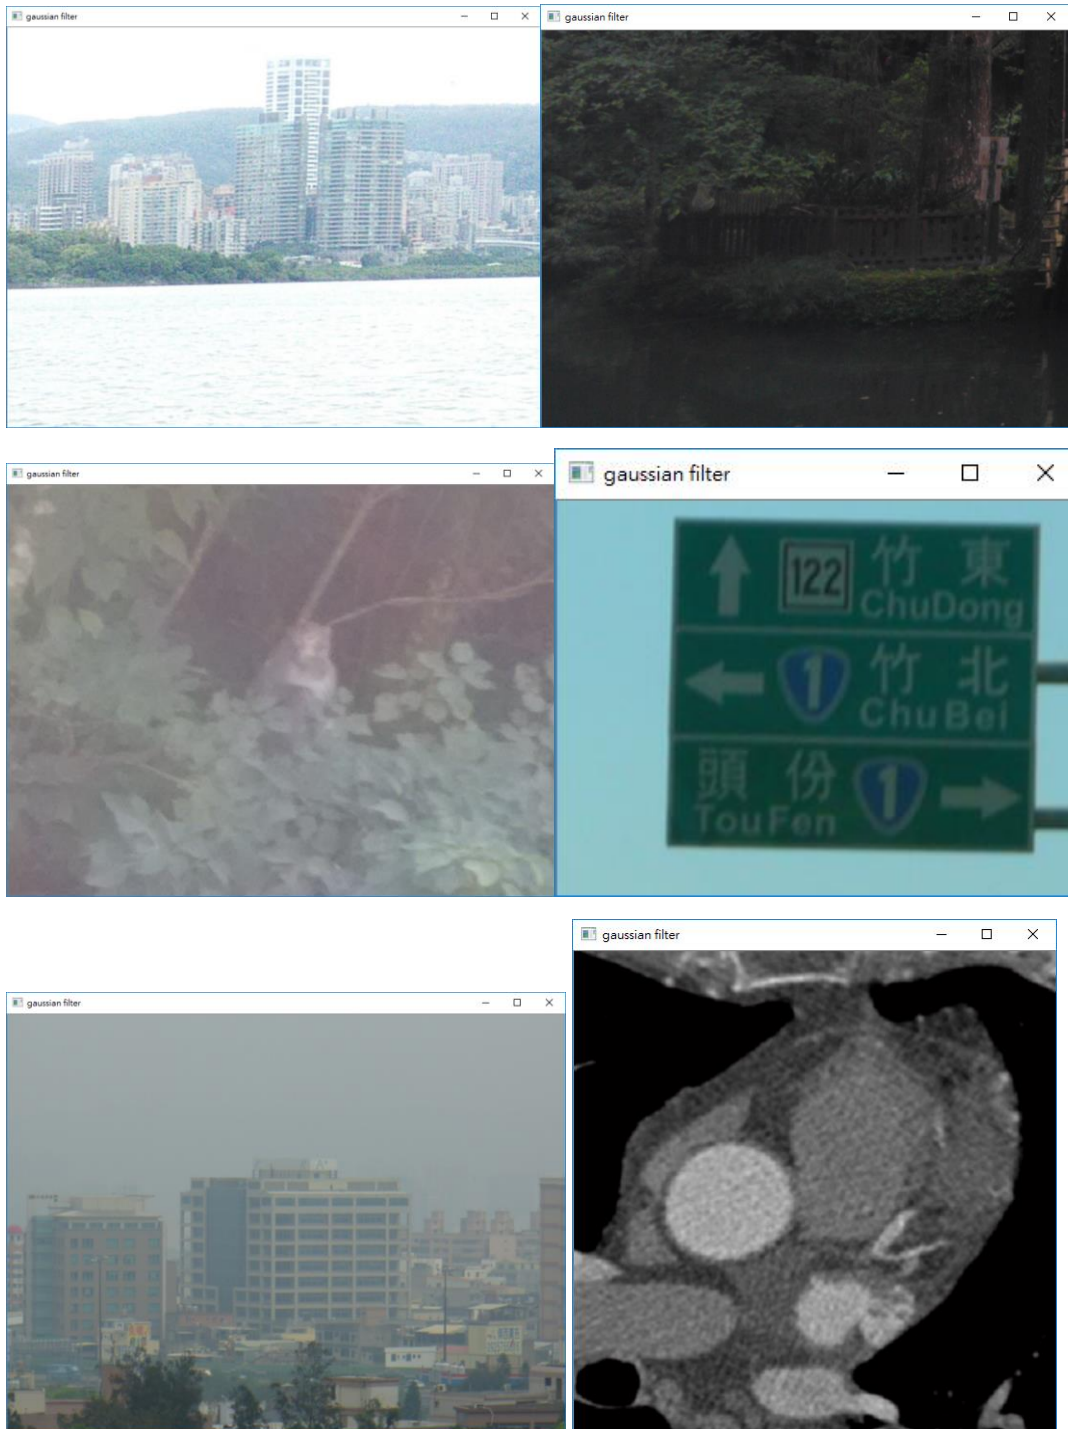 gaussian filter
gaussian filter
gaussian filter
gaussian filter
122 竹東
ChuDong
1 竹北
ChuBei
頭份 1
TouFen
gaussian filter
gaussian filter